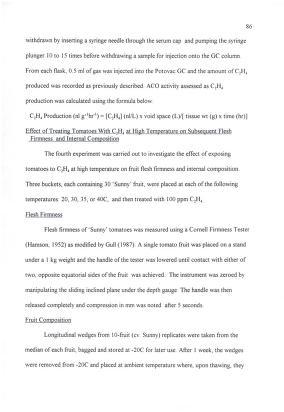 86
withdrawn by inserting a syringe needle through the serum cap and pumping the syringe
plunger 10 to 15 times before withdrawing a sample for injection onto the GC column.
From each flask, 0.5 ml of gas was injected into the Potovac GC and the amount of C₂H₄
produced was recorded as previously described. ACO activity assessed as C₂H₄
production was calculated using the formula below.
C₂H₄ Production (nl g⁻¹hr⁻¹) = [C₂H₄] (nl/L) x void space (L)/[ tissue wt (g) x time (hr)]
Effect of Treating Tomatoes With C₂H₄ at High Temperature on Subsequent Flesh
Firmness and Internal Composition
The fourth experiment was carried out to investigate the effect of exposing
tomatoes to C₂H₄ at high temperature on fruit flesh firmness and internal composition.
Three buckets, each containing 30 'Sunny' fruit, were placed at each of the following
temperatures: 20, 30, 35, or 40C, and then treated with 100 ppm C₂H₄
Flesh Firmness
Flesh firmness of 'Sunny' tomatoes was measured using a Cornell Firmness Tester
(Hamson, 1952) as modified by Gull (1987). A single tomato fruit was placed on a stand
under a 1 kg weight and the handle of the tester was lowered until contact with either of
two, opposite equatorial sides of the fruit was achieved. The instrument was zeroed by
manipulating the sliding inclined plane under the depth gauge. The handle was then
released completely and compression in mm was noted after 5 seconds.
Fruit Composition
Longitudinal wedges from 10-fruit (cv. Sunny) replicates were taken from the
median of each fruit, bagged and stored at -20C for later use. After 1 week, the wedges
were removed from -20C and placed at ambient temperature where, upon thawing, they